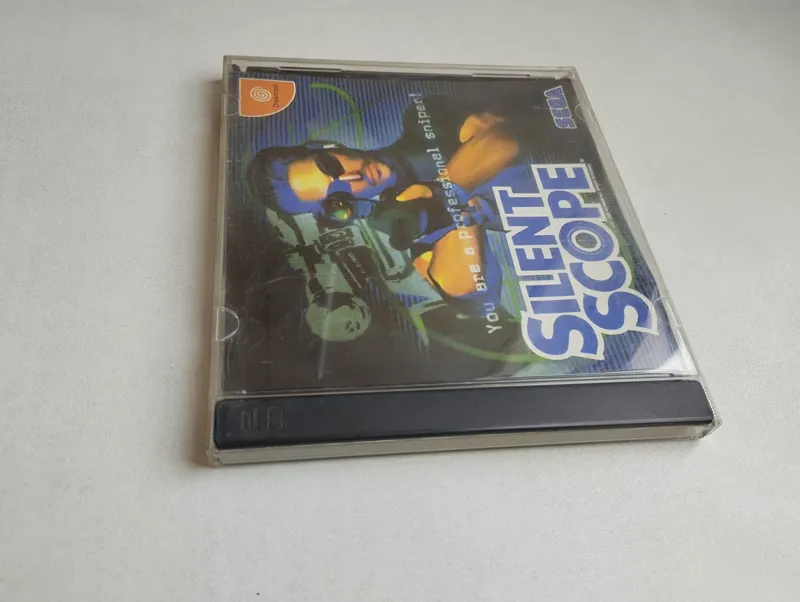 Dreamcast
SEGA
You are a professional sniper!
SILENT
SCOPE